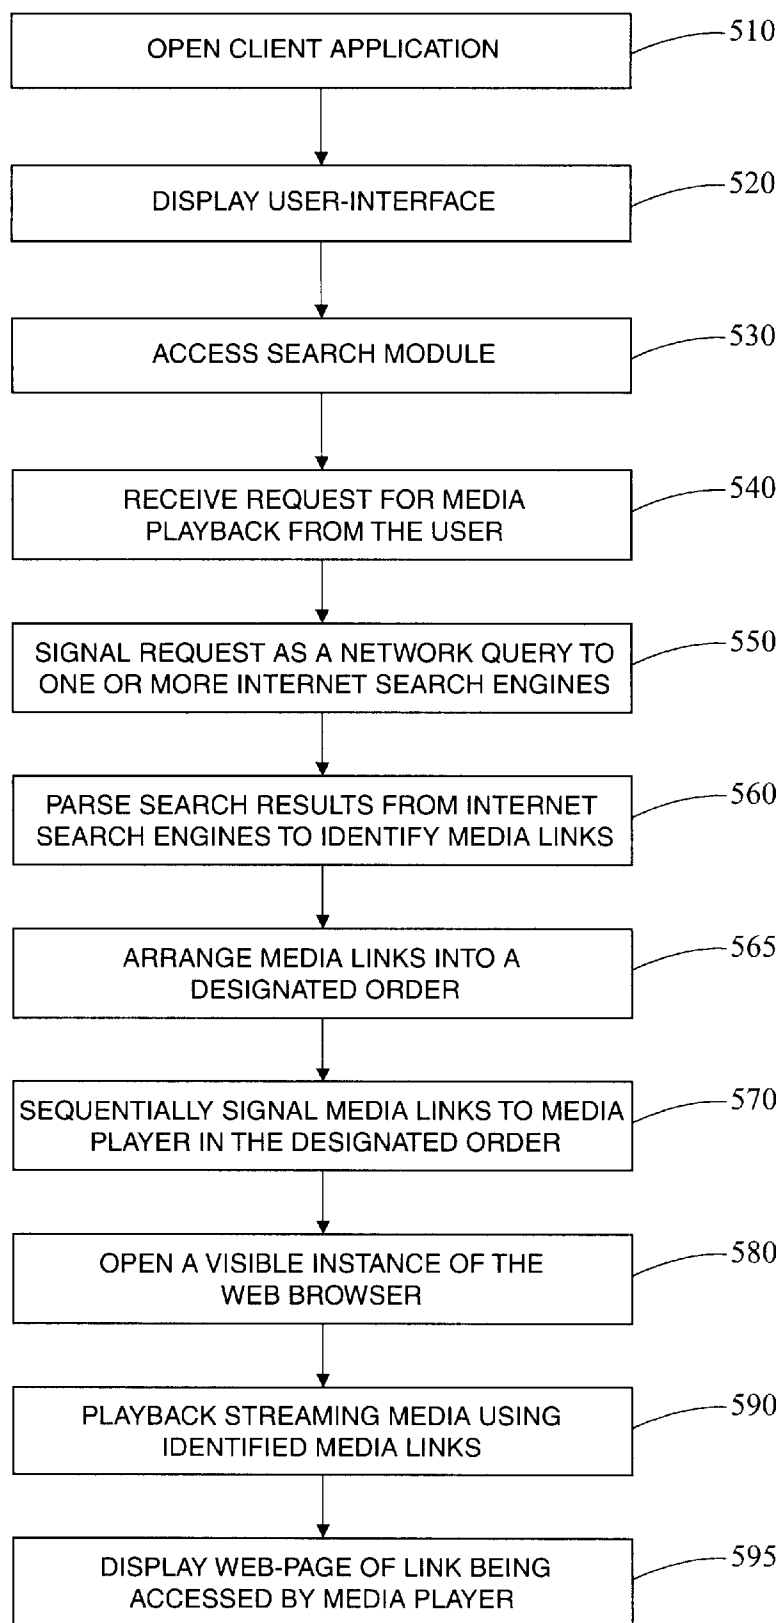 OPEN CLIENT APPLICATION
510
DISPLAY USER-INTERFACE
520
ACCESS SEARCH MODULE
530
RECEIVE REQUEST FOR MEDIA
PLAYBACK FROM THE USER
540
SIGNAL REQUEST AS A NETWORK QUERY TO
ONE OR MORE INTERNET SEARCH ENGINES
550
PARSE SEARCH RESULTS FROM INTERNET
SEARCH ENGINES TO IDENTIFY MEDIA LINKS
560
ARRANGE MEDIA LINKS INTO A
DESIGNATED ORDER
565
SEQUENTIALLY SIGNAL MEDIA LINKS TO MEDIA
PLAYER IN THE DESIGNATED ORDER
570
OPEN A VISIBLE INSTANCE OF THE
WEB BROWSER
580
PLAYBACK STREAMING MEDIA USING
IDENTIFIED MEDIA LINKS
590
DISPLAY WEB-PAGE OF LINK BEING
ACCESSED BY MEDIA PLAYER
595